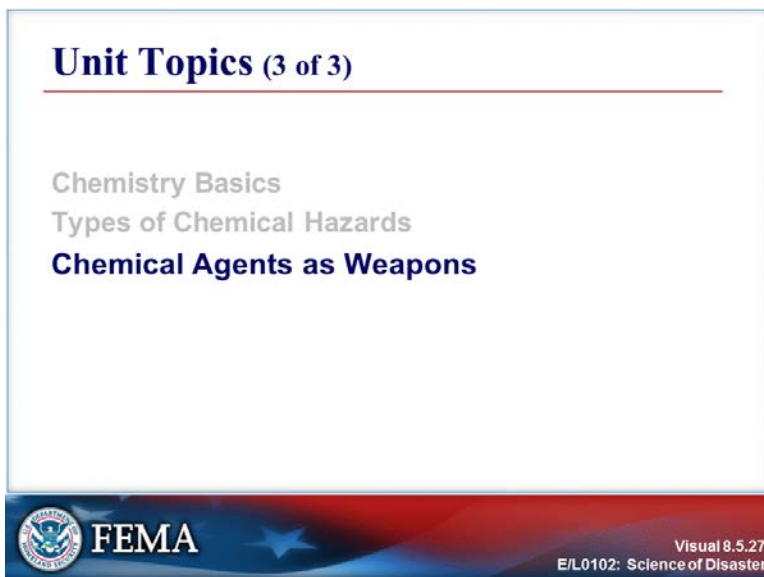 Unit Topics (3 of 3)
Chemistry Basics
Types of Chemical Hazards
Chemical Agents as Weapons
FEMA
Visual 8.5.27
E/L0102: Science of Disaster